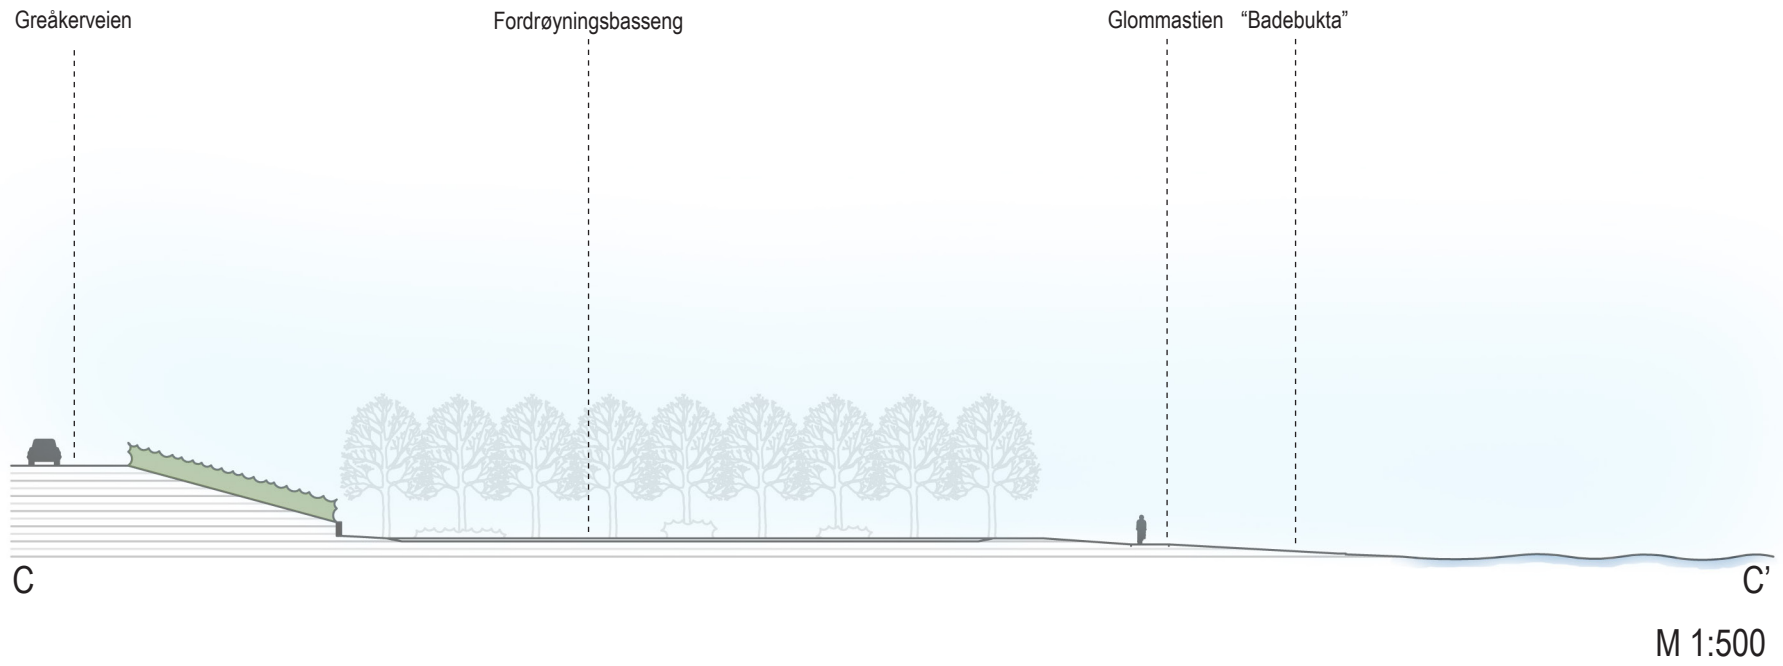 Greåkerveien
Fordrøyningsbasseng
Glommastien
“Badebukta”
C
C’
M 1:500